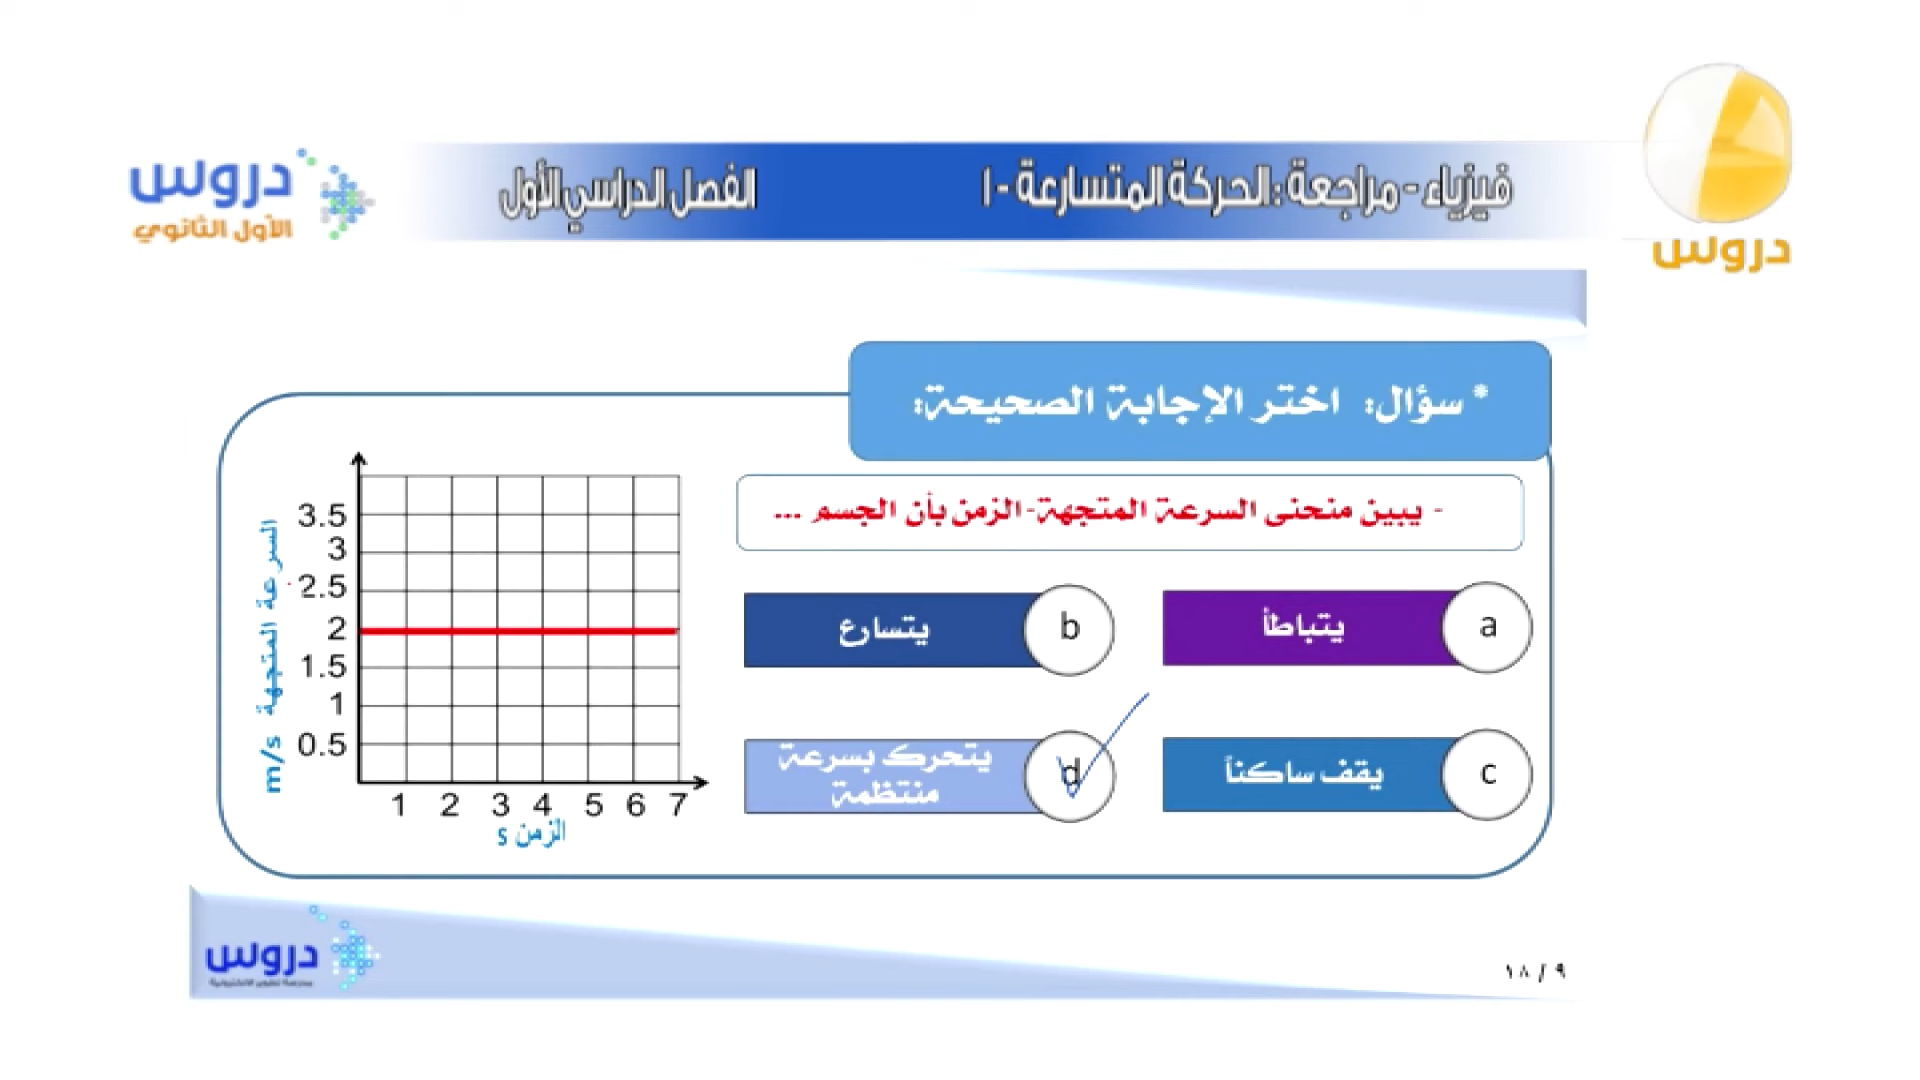 دروس
فيزياء - مراجعة : الحركة المتسارعة - ١
الفصل الدراسي الأول
دروس
الأول الثانوي
* سؤال: اختر الإجابة الصحيحة:
- يبين منحنى السرعة المتجهة- الزمن بأن الجسم ...
a يتباطأ
b يتسارع
c يقف ساكناً
d يتحرك بسرعة
منتظمة
السرعة المتجهة m/s
3.5
3
2.5
2
1.5
1
0.5
1 2 3 4 5 6 7
الزمن s
دروس
٩ / ١٨